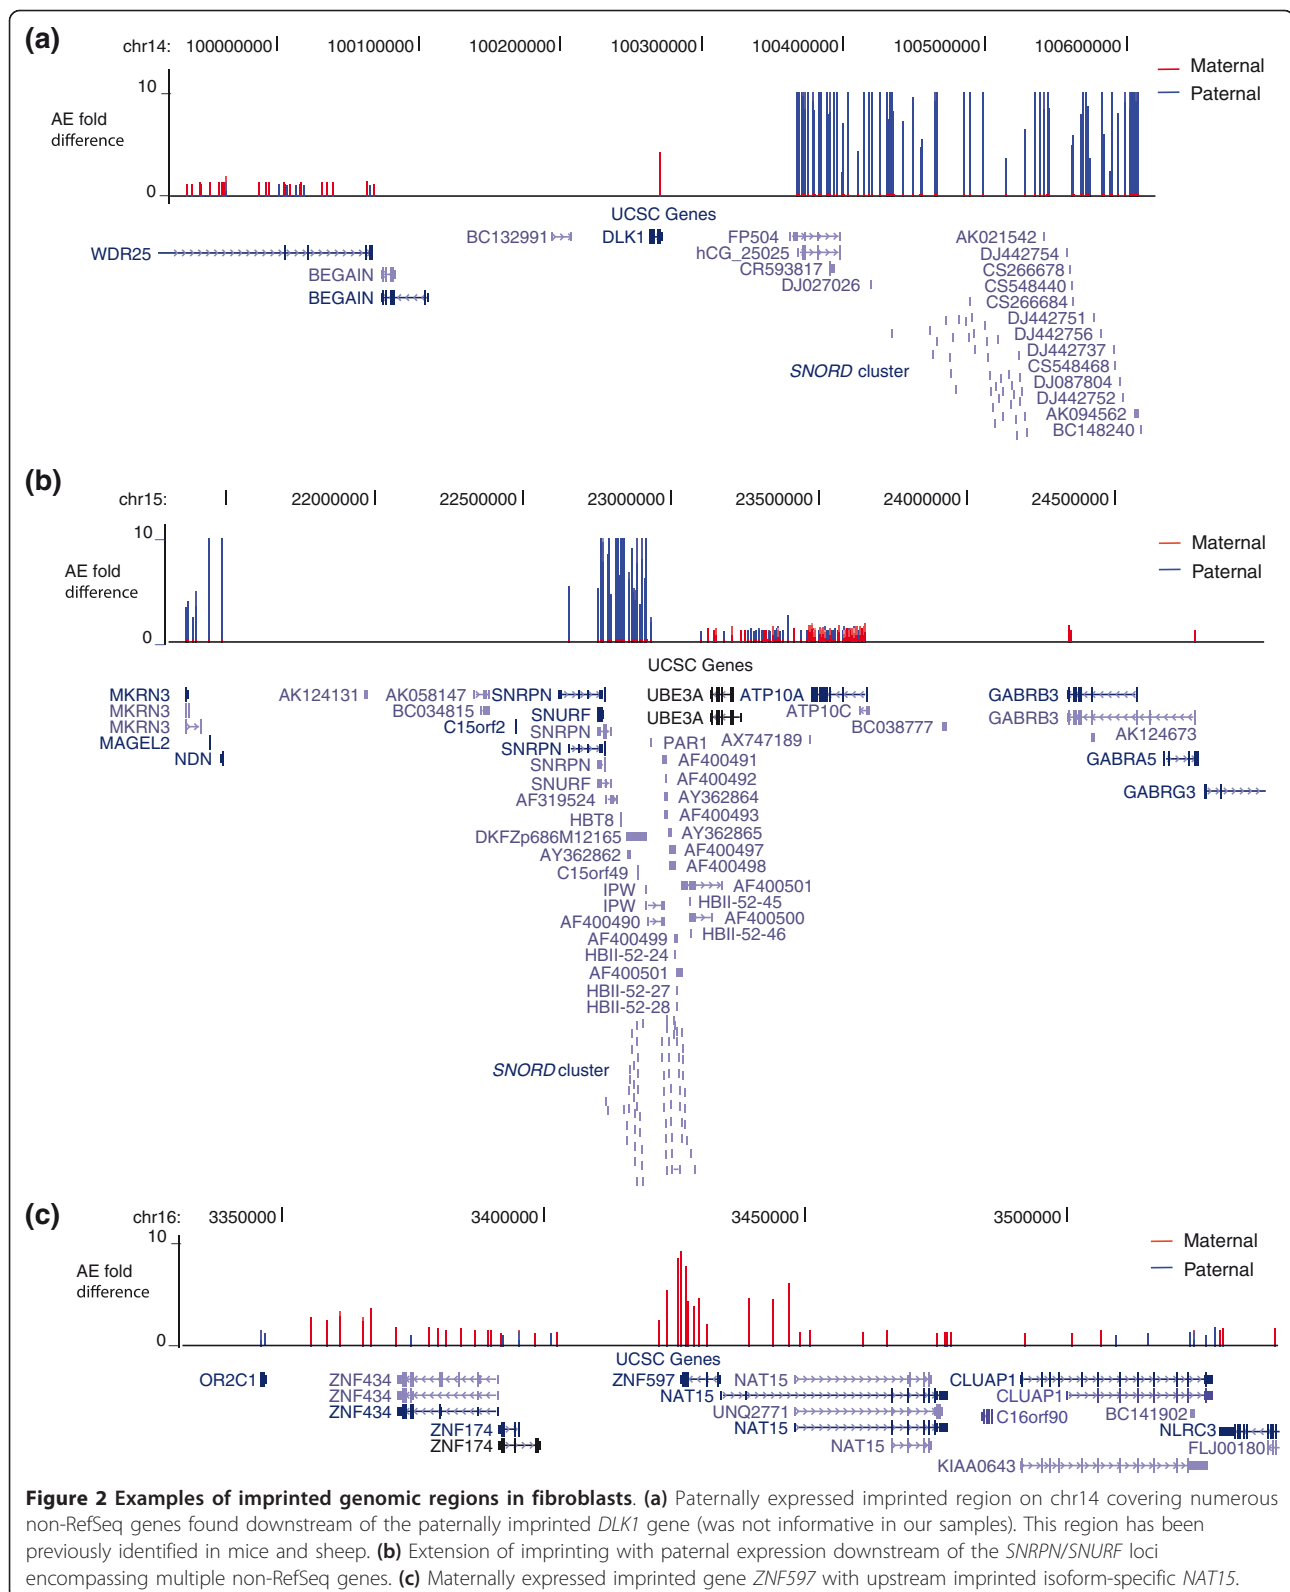 (a)
chr14: 100000000 100100000 100200000 100300000 100400000 100500000 100600000
Maternal
Paternal
10
AE fold
difference
0
UCSC Genes
BC132991 DLK1 FP504 AK021542
WDR25 hCG_25025 DJ442754
BEGAIN CR593817 CS266678
DJ027026 CS548440
BEGAIN CS266684
DJ442751
DJ442756
DJ442737
SNORD cluster CS548468
DJ087804
DJ442752
AK094562
BC148240
(b)
chr15: 22000000 22500000 23000000 23500000 24000000 24500000
10
Maternal
Paternal
AE fold
difference
0
UCSC Genes
MKRN3 AK124131 AK058147 SNRPN UBE3A ATP10A GABRB3
MKRN3 BC034815 SNURF UBE3A ATP10C GABRB3
MKRN3 C15orf2 SNRPN BC038777 AK124673
MAGEL2 SNRPN PAR1 AX747189
NDN SNRPN AF400491 GABRA5
SNURF AF400492
AF319524 AY362864 GABRG3
HBT8 AF400493
DKFZp686M12165 AY362865
AY362862 AF400497
C15orf49 AF400498
IPW AF400501
IPW HBII-52-45
AF400490 AF400500
AF400499 HBII-52-46
HBII-52-24
AF400501
HBII-52-27
HBII-52-28
SNORD cluster
(c)
chr16: 3350000 3400000 3450000 3500000
10
Maternal
Paternal
AE fold
difference
0
UCSC Genes
OR2C1 ZNF434 ZNF597 NAT15 CLUAP1
ZNF434 NAT15 CLUAP1
ZNF434 UNQ2771 C16orf90 BC141902
ZNF174 NAT15 NLRC3
ZNF174 NAT15 FLJ00180
KIAA0643
Figure 2 Examples of imprinted genomic regions in fibroblasts. (a) Paternally expressed imprinted region on chr14 covering numerous
non-RefSeq genes found downstream of the paternally imprinted DLK1 gene (was not informative in our samples). This region has been
previously identified in mice and sheep. (b) Extension of imprinting with paternal expression downstream of the SNRPN/SNURF loci
encompassing multiple non-RefSeq genes. (c) Maternally expressed imprinted gene ZNF597 with upstream imprinted isoform-specific NAT15.